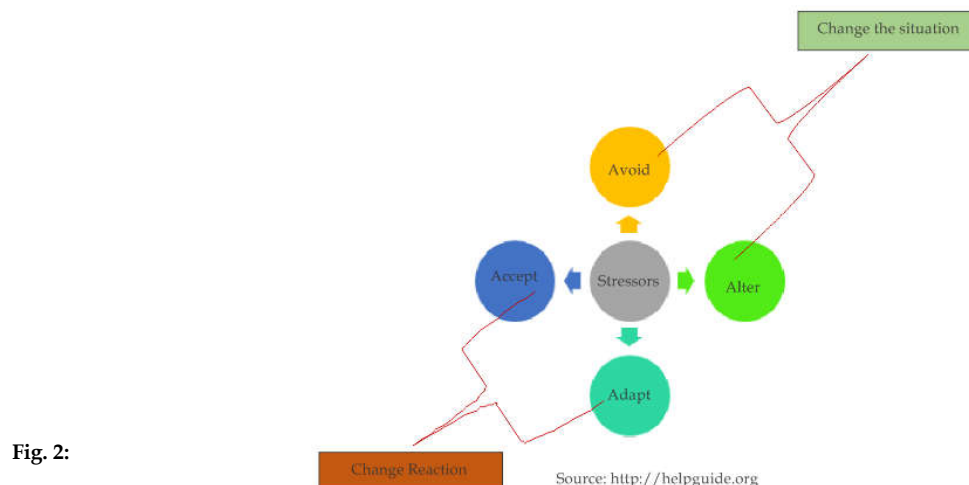 Change the situation
Avoid
Accept
Stressors
Alter
Adapt
Fig. 2:
Change Reaction
Source: http://helpguide.org